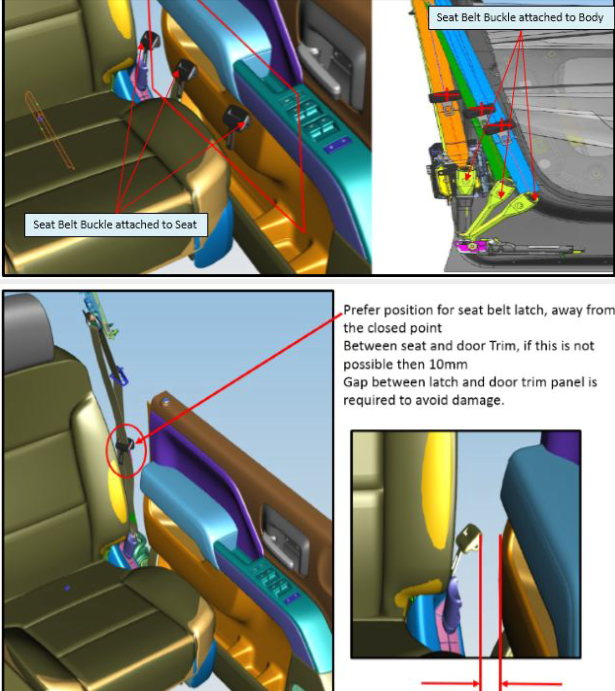 Seat Belt Buckle attached to Body
Seat Belt Buckle attached to Seat
Prefer position for seat belt latch, away from
the closed point
Between seat and door Trim, if this is not
possible then 10mm
Gap between latch and door trim panel is
required to avoid damage.